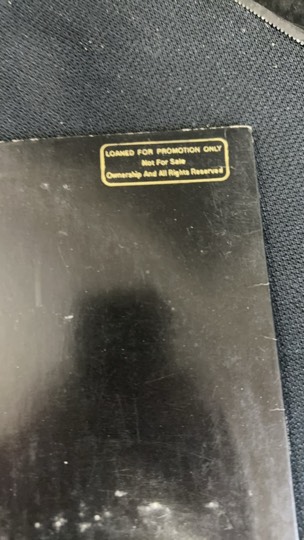 LOANED FOR PROMOTION ONLY
Not For Sale
Ownership And All Rights Reserved